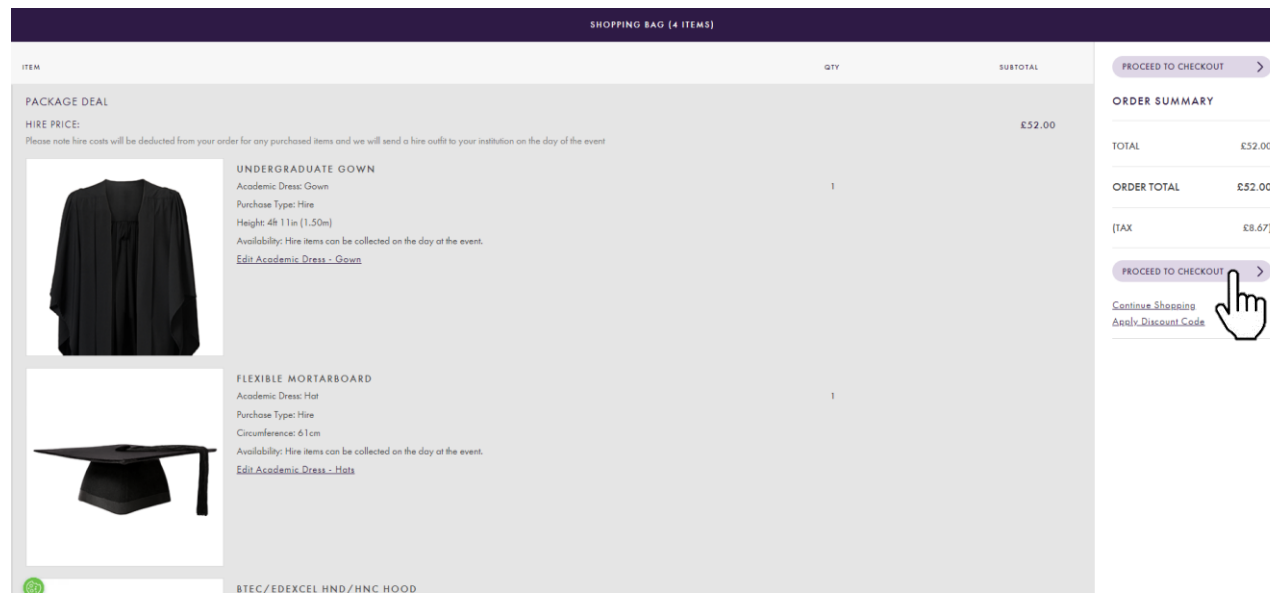 SHOPPING BAG (4 ITEMS)
ITEM QTY SUBTOTAL
PACKAGE DEAL
HIRE PRICE: £52.00
Please note hire costs will be deducted from your order for any purchased items and we will send a hire outfit to your institution on the day of the event
UNDERGRADUATE GOWN
Academic Dress: Gown 1
Purchase Type: Hire
Height: 4ft 11in (1.50m)
Availability: Hire items can be collected on the day at the event.
Edit Academic Dress - Gown
FLEXIBLE MORTARBOARD
Academic Dress: Hat 1
Purchase Type: Hire
Circumference: 61cm
Availability: Hire items can be collected on the day at the event.
Edit Academic Dress - Hats
BTEC/EDEXCEL HND/HNC HOOD
PROCEED TO CHECKOUT
ORDER SUMMARY
TOTAL £52.00
ORDER TOTAL £52.00
(TAX £8.67)
PROCEED TO CHECKOUT
Continue Shopping
Apply Discount Code